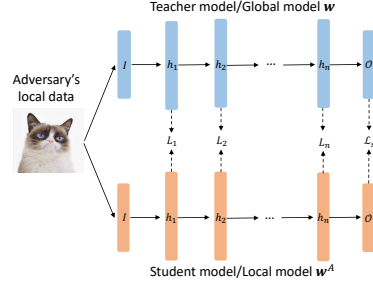 Teacher model/Global model w
I h₁ h₂ ... hₙ O
Adversary's
local data
L₁ L₂ Lₙ
I h₁ h₂ ... hₙ O
Student model/Local model wᴬ